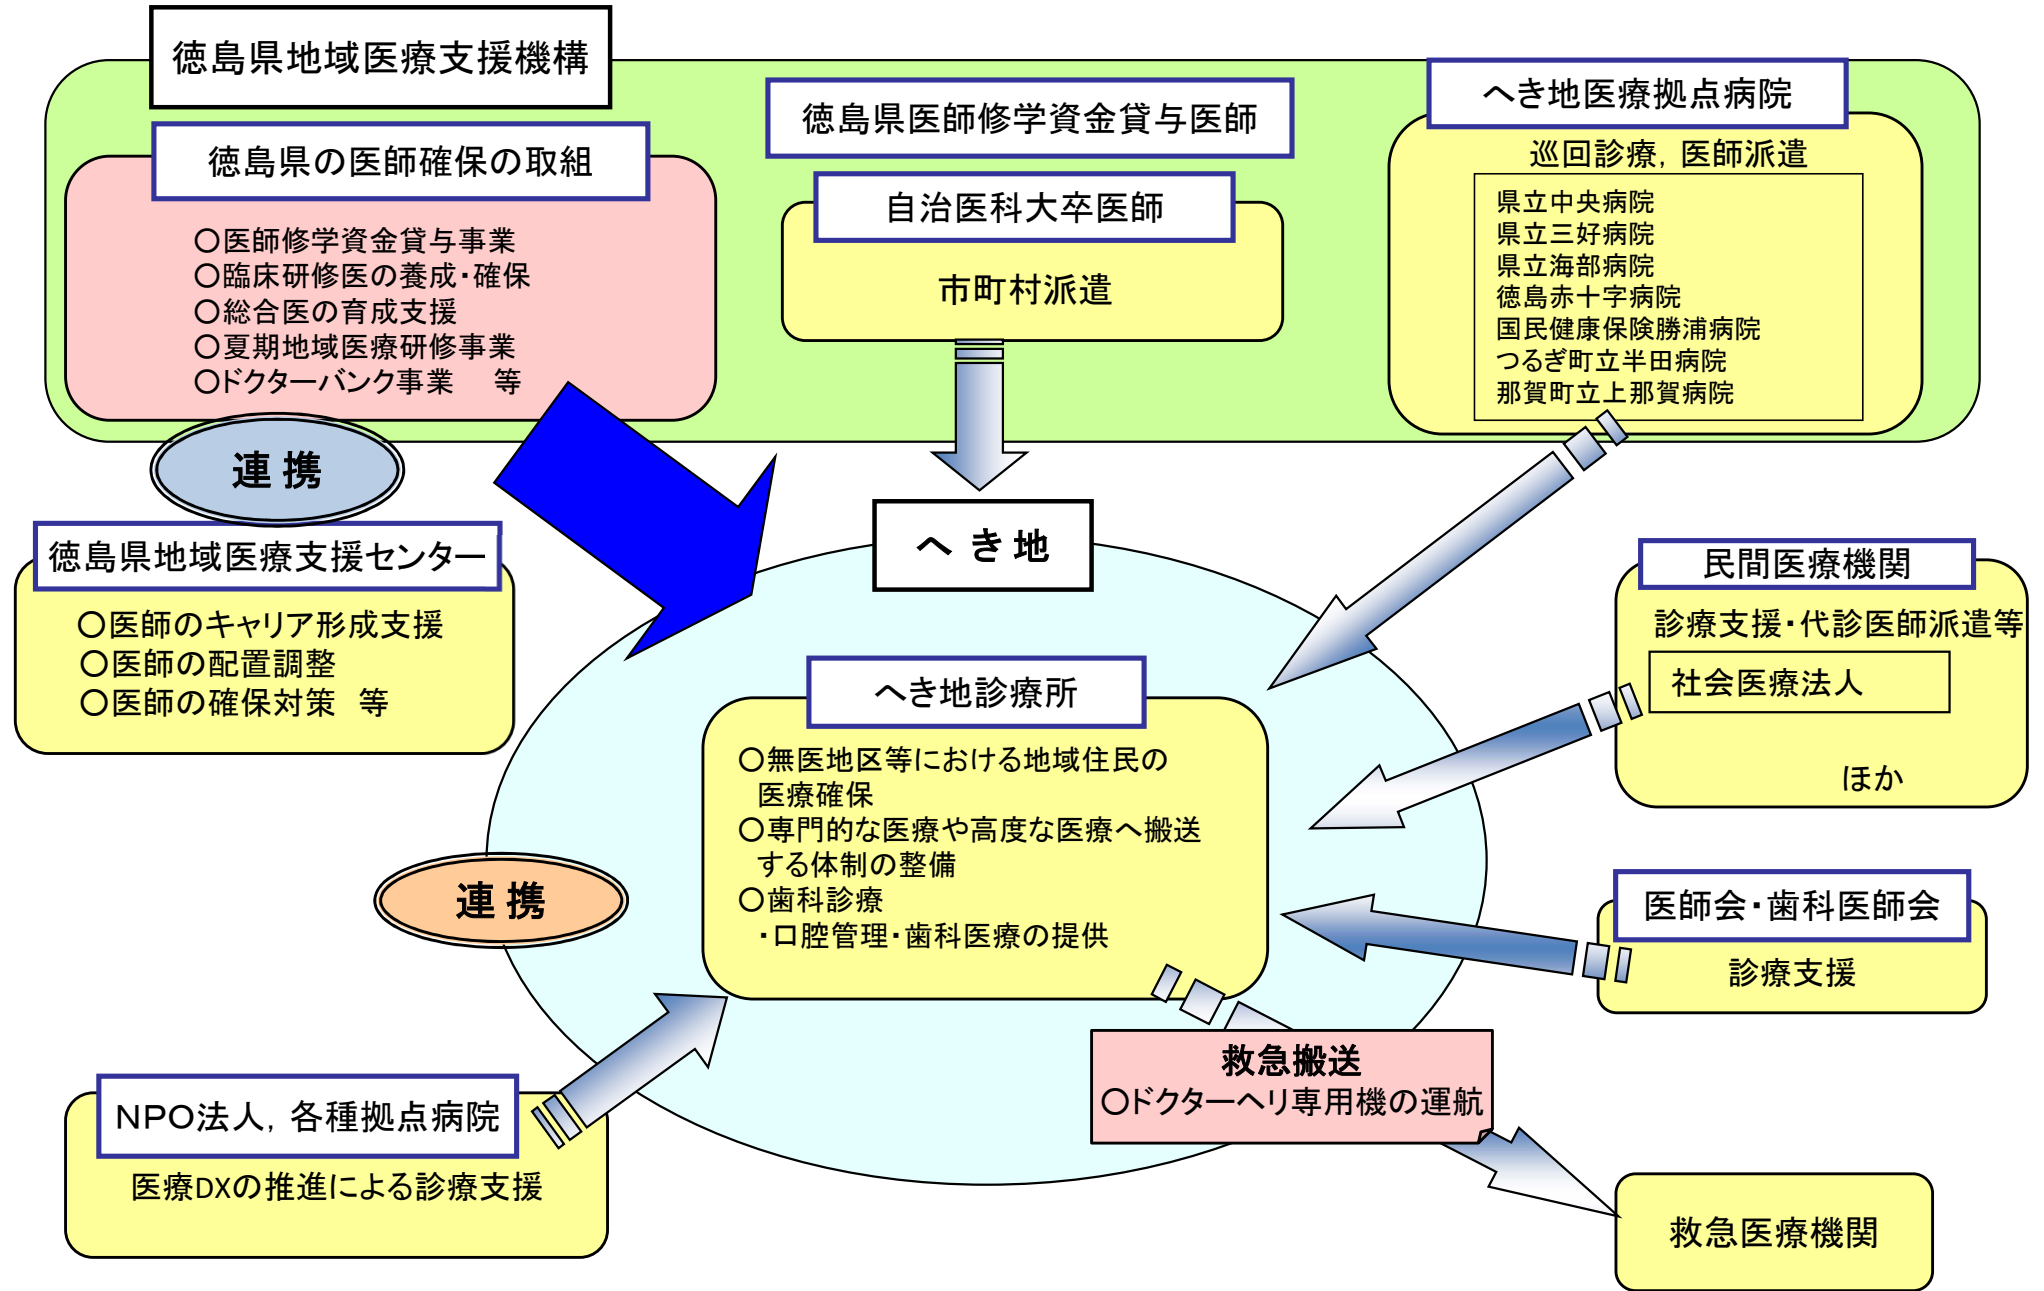 徳島県地域医療支援機構
徳島県の医師確保の取組
〇医師修学資金貸与事業
〇臨床研修医の養成・確保
〇総合医の育成支援
〇夏期地域医療研修事業
〇ドクターバンク事業　等
徳島県医師修学資金貸与医師
自治医科大卒医師
市町村派遣
へき地医療拠点病院
巡回診療，医師派遣
県立中央病院
県立三好病院
県立海部病院
徳島赤十字病院
国民健康保険勝浦病院
つるぎ町立半田病院
那賀町立上那賀病院
連 携
徳島県地域医療支援センター
〇医師のキャリア形成支援
〇医師の配置調整
〇医師の確保対策　等
へ き 地
へき地診療所
〇無医地区等における地域住民の
医療確保
〇専門的な医療や高度な医療へ搬送
する体制の整備
〇歯科診療
・口腔管理・歯科医療の提供
連 携
民間医療機関
診療支援・代診医師派遣等
社会医療法人
ほか
医師会・歯科医師会
診療支援
NPO法人，各種拠点病院
医療DXの推進による診療支援
救急搬送
〇ドクターヘリ専用機の運航
救急医療機関